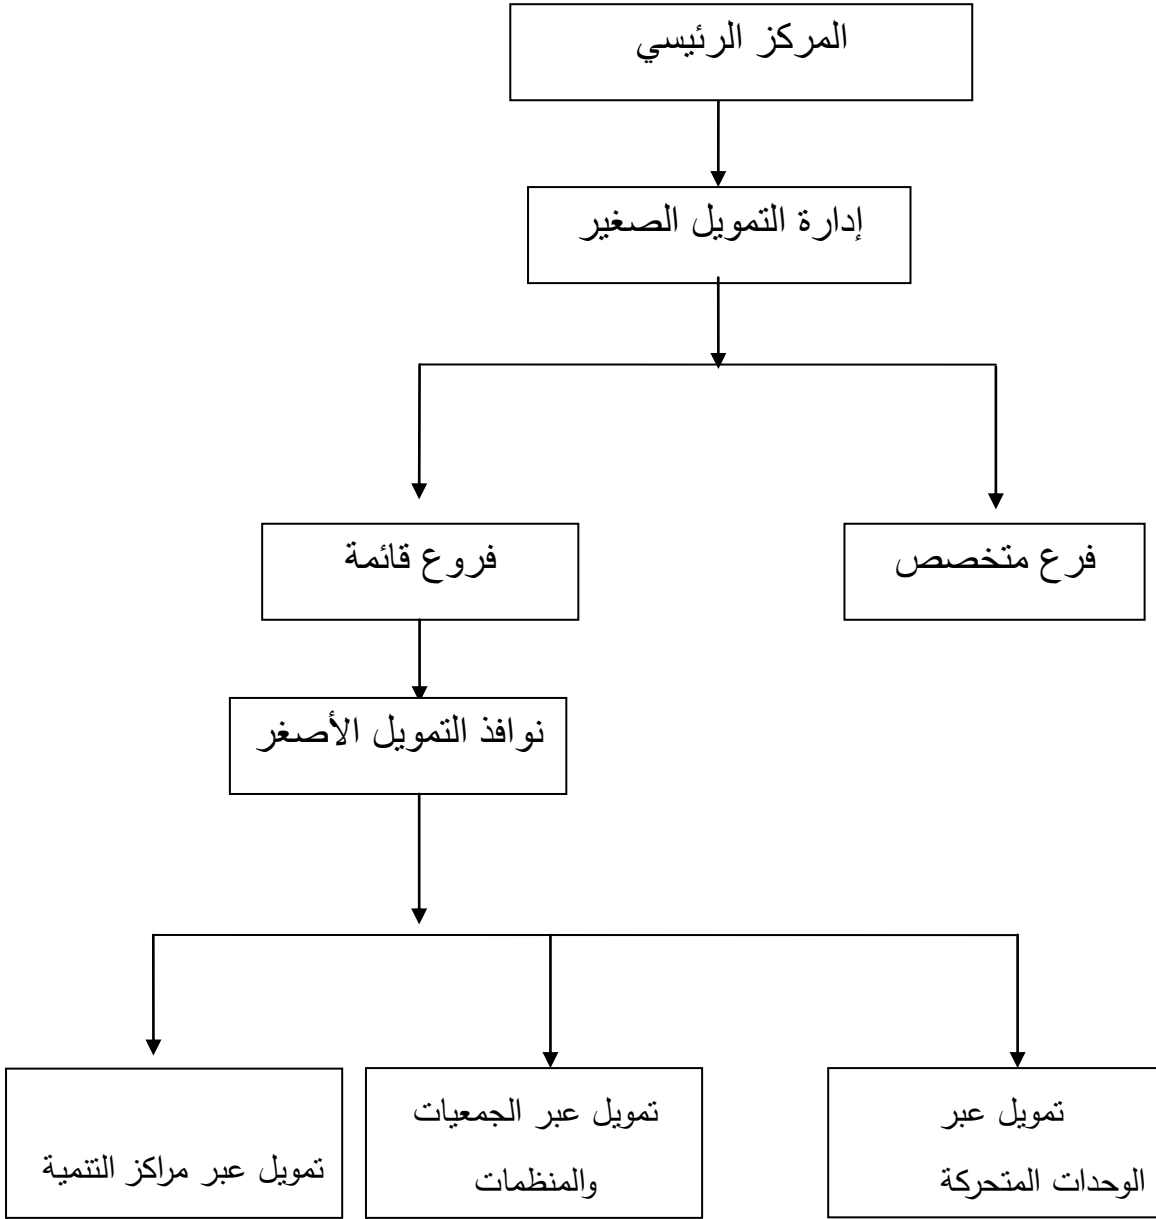 المركز الرئيسي
إدارة التمويل الصغير
فرع متخصص
فروع قائمة
نوافذ التمويل الأصغر
تمويل عبر
الوحدات المتحركة
تمويل عبر الجمعيات
والمنظمات
تمويل عبر مراكز التنمية